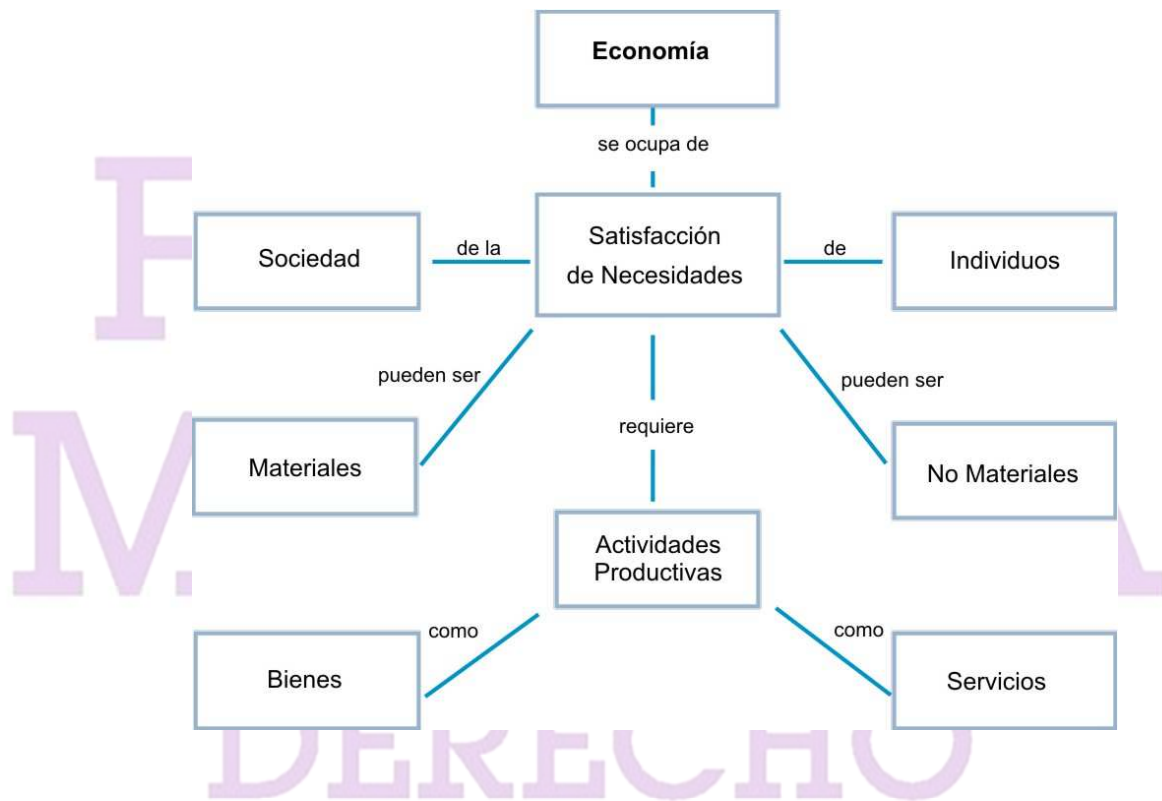 Economía
se ocupa de
Sociedad
de la
Satisfacción
de Necesidades
de
Individuos
pueden ser
pueden ser
Materiales
requiere
No Materiales
Actividades
Productivas
como
como
Bienes
Servicios
DERECHO